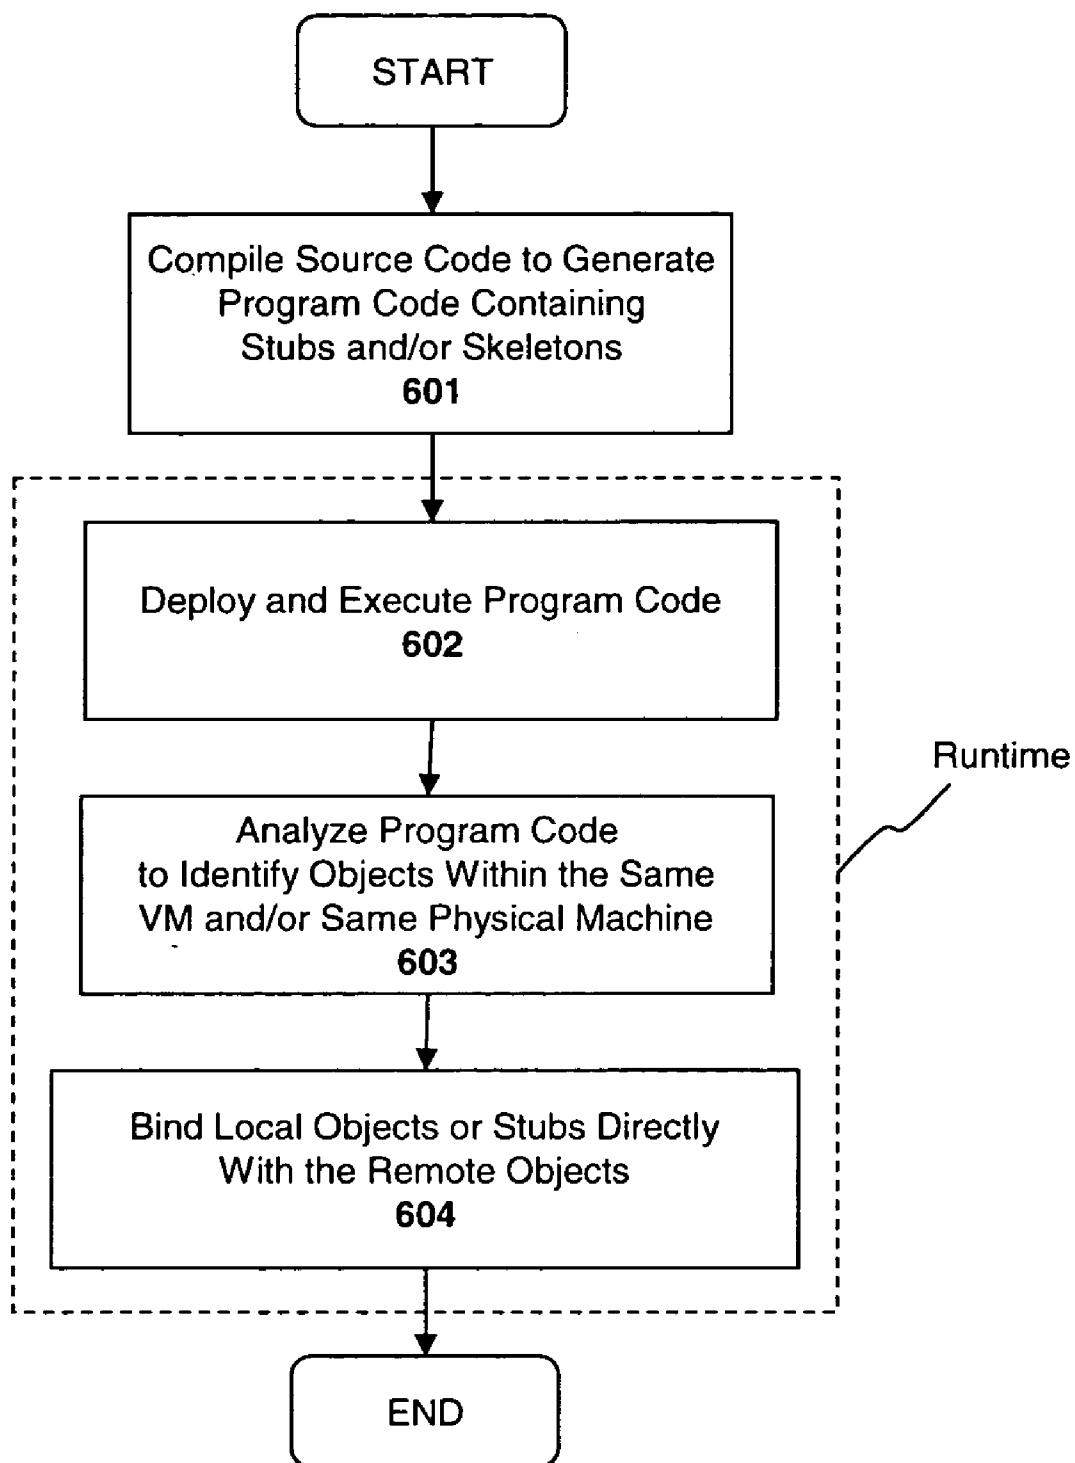 START
Compile Source Code to Generate
Program Code Containing
Stubs and/or Skeletons
601
Deploy and Execute Program Code
602
Runtime
Analyze Program Code
to Identify Objects Within the Same
VM and/or Same Physical Machine
603
Bind Local Objects or Stubs Directly
With the Remote Objects
604
END